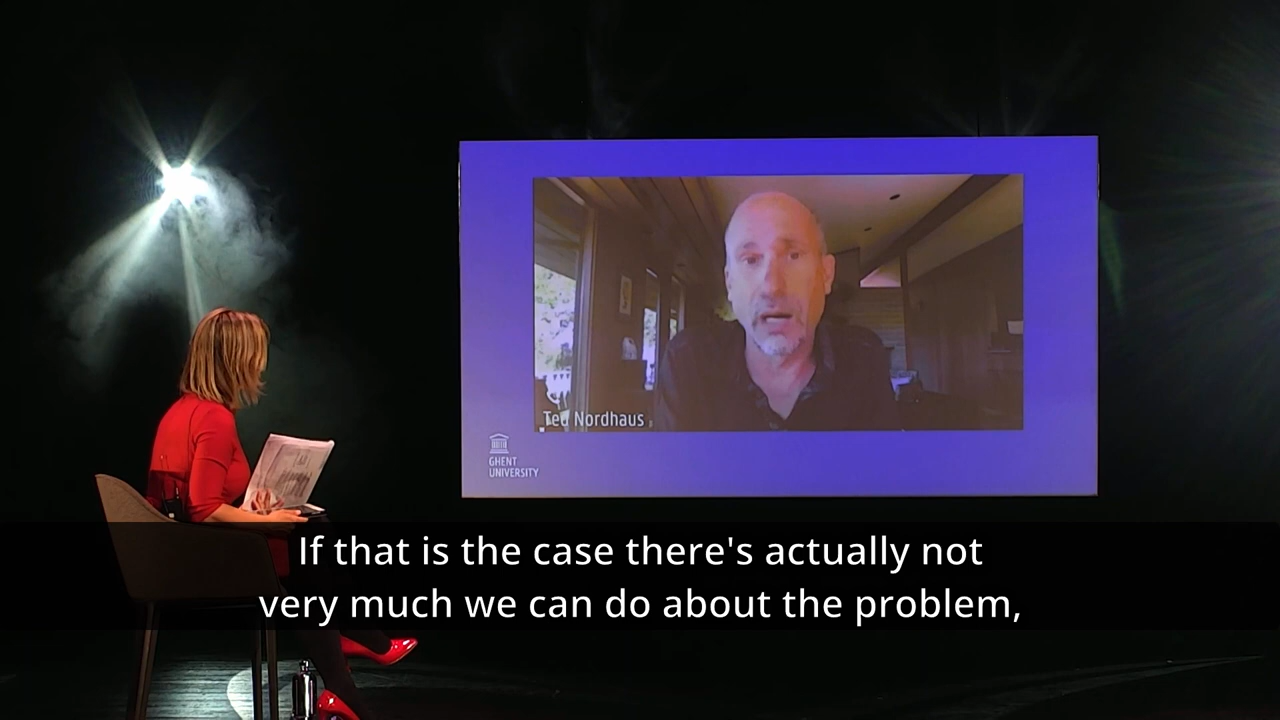 Ted Nordhaus
GHENT
UNIVERSITY
If that is the case there's actually not
very much we can do about the problem,